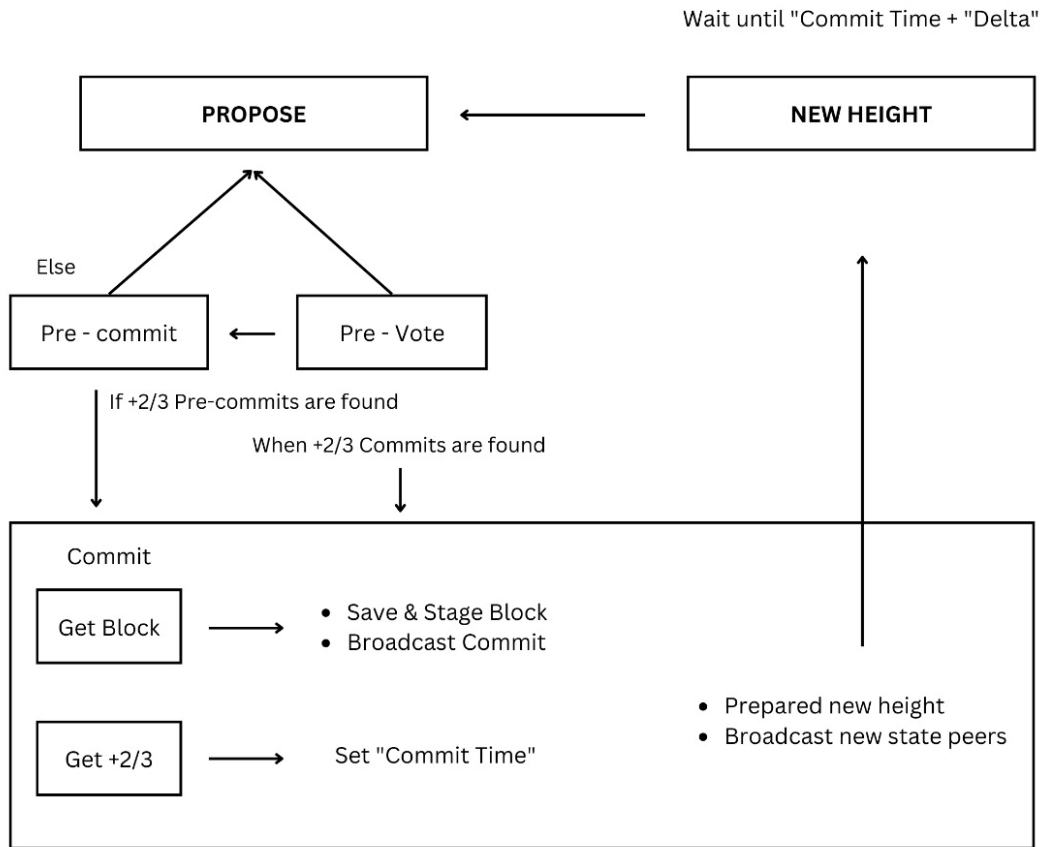 Wait until "Commit Time + "Delta"
PROPOSE
NEW HEIGHT
Else
Pre - commit
Pre - Vote
If +2/3 Pre-commits are found
When +2/3 Commits are found
Commit
Get Block
• Save & Stage Block
• Broadcast Commit
Get +2/3
Set "Commit Time"
• Prepared new height
• Broadcast new state peers